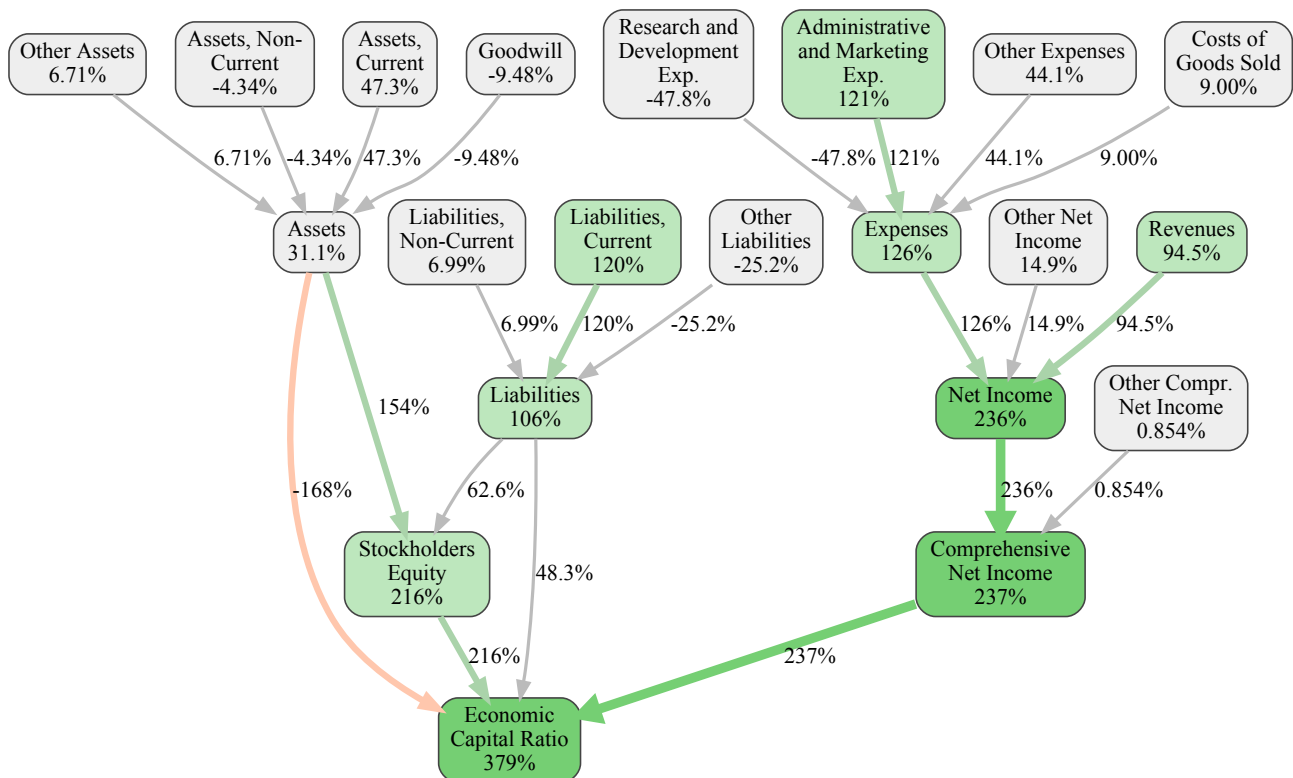 Other Assets
6.71%
Assets, Non-
Current
-4.34%
Assets,
Current
47.3%
Goodwill
-9.48%
Research and
Development
Exp.
-47.8%
Administrative
and Marketing
Exp.
121%
Other Expenses
44.1%
Costs of
Goods Sold
9.00%
6.71%
-4.34%
47.3%
-9.48%
-47.8%
121%
44.1%
9.00%
Assets
31.1%
Liabilities,
Non-Current
6.99%
Liabilities,
Current
120%
Other
Liabilities
-25.2%
Expenses
126%
Other Net
Income
14.9%
Revenues
94.5%
6.99%
120%
-25.2%
126%
14.9%
94.5%
154%
Liabilities
106%
Net Income
236%
Other Compr.
Net Income
0.854%
-168%
62.6%
236%
0.854%
Stockholders
Equity
216%
48.3%
Comprehensive
Net Income
237%
216%
237%
Economic
Capital Ratio
379%